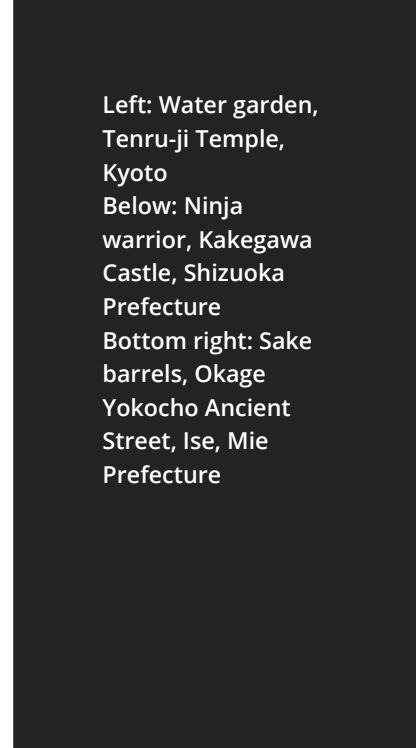 Left: Water garden,
Tenru-ji Temple,
Kyoto
Below: Ninja
warrior, Kakegawa
Castle, Shizuoka
Prefecture
Bottom right: Sake
barrels, Okage
Yokocho Ancient
Street, Ise, Mie
Prefecture